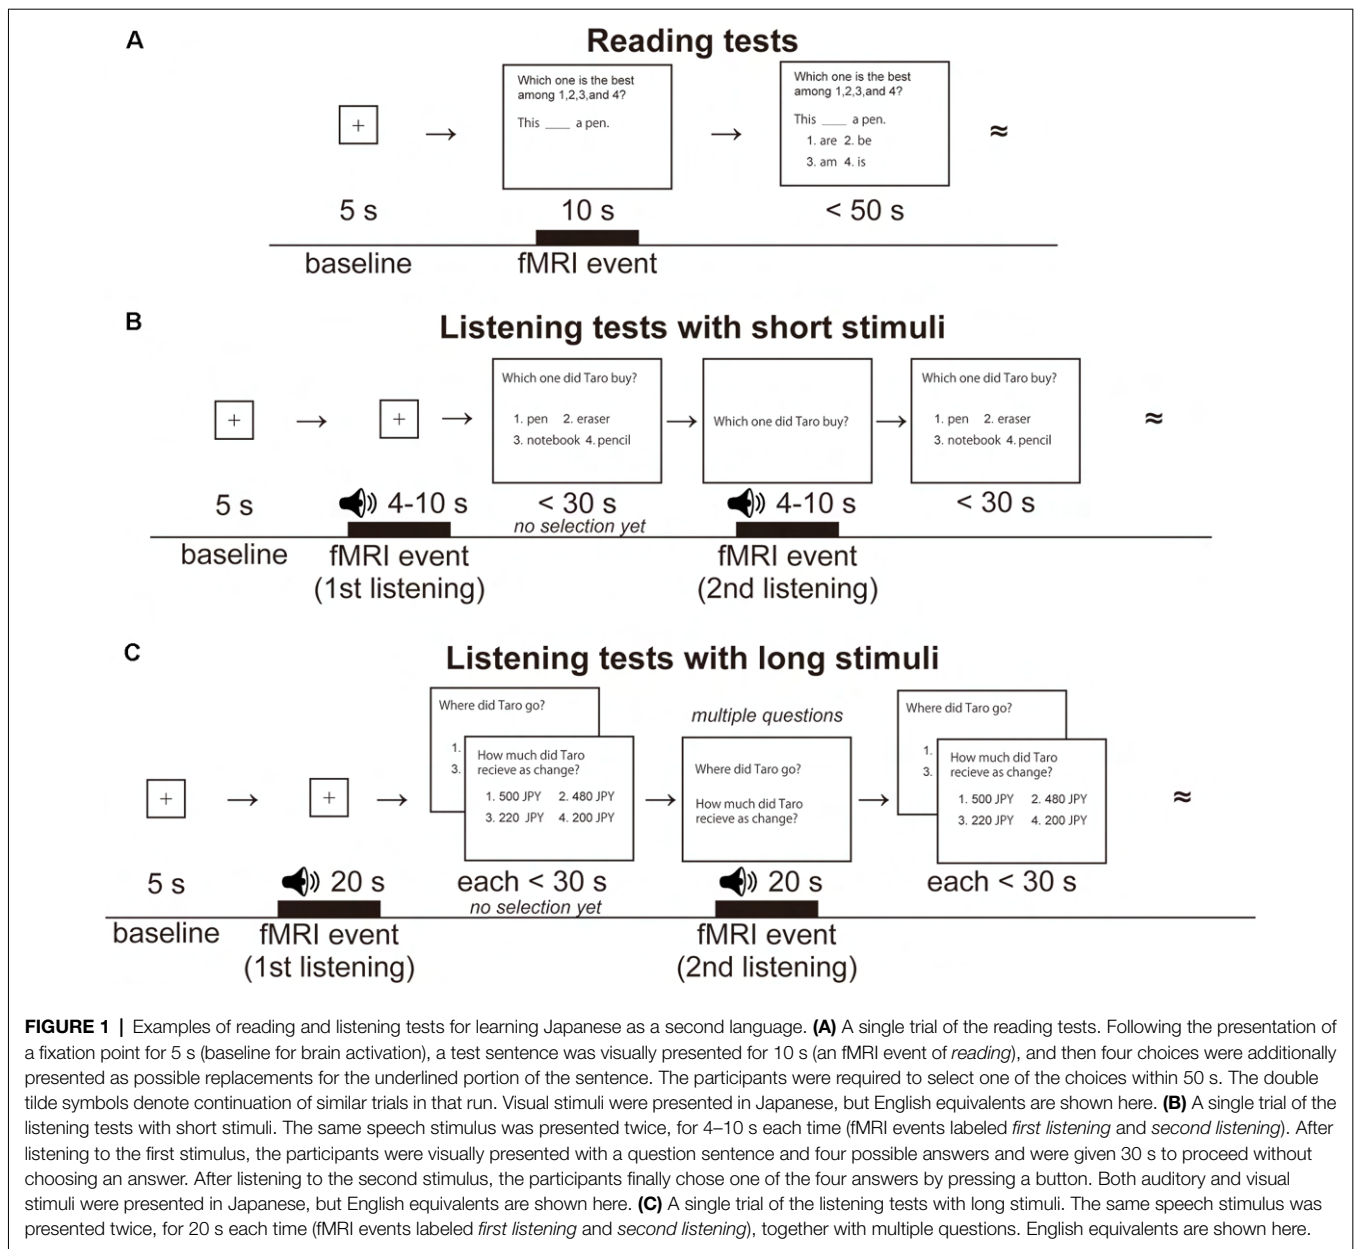 A
Reading tests
+
→
Which one is the best
among 1,2,3,and 4?
This ___ a pen.
→
Which one is the best
among 1,2,3,and 4?
This ___ a pen.
1. are 2. be
3. am 4. is
≈
5 s
10 s
< 50 s
baseline
fMRI event
B
Listening tests with short stimuli
+
→
+
→
Which one did Taro buy?
1. pen 2. eraser
3. notebook 4. pencil
→
Which one did Taro buy?
→
Which one did Taro buy?
1. pen 2. eraser
3. notebook 4. pencil
≈
5 s
4-10 s
< 30 s
no selection yet
4-10 s
< 30 s
baseline
fMRI event
(1st listening)
fMRI event
(2nd listening)
C
Listening tests with long stimuli
+
→
+
→
Where did Taro go?
1.
3.
How much did Taro
recieve as change?
1. 500 JPY 2. 480 JPY
3. 220 JPY 4. 200 JPY
→
multiple questions
Where did Taro go?
How much did Taro
recieve as change?
→
Where did Taro go?
1.
3.
How much did Taro
recieve as change?
1. 500 JPY 2. 480 JPY
3. 220 JPY 4. 200 JPY
≈
5 s
20 s
each < 30 s
no selection yet
20 s
each < 30 s
baseline
fMRI event
(1st listening)
fMRI event
(2nd listening)
FIGURE 1 | Examples of reading and listening tests for learning Japanese as a second language. (A) A single trial of the reading tests. Following the presentation of
a fixation point for 5 s (baseline for brain activation), a test sentence was visually presented for 10 s (an fMRI event of reading), and then four choices were additionally
presented as possible replacements for the underlined portion of the sentence. The participants were required to select one of the choices within 50 s. The double
tilde symbols denote continuation of similar trials in that run. Visual stimuli were presented in Japanese, but English equivalents are shown here. (B) A single trial of the
listening tests with short stimuli. The same speech stimulus was presented twice, for 4–10 s each time (fMRI events labeled first listening and second listening). After
listening to the first stimulus, the participants were visually presented with a question sentence and four possible answers and were given 30 s to proceed without
choosing an answer. After listening to the second stimulus, the participants finally chose one of the four answers by pressing a button. Both auditory and visual
stimuli were presented in Japanese, but English equivalents are shown here. (C) A single trial of the listening tests with long stimuli. The same speech stimulus was
presented twice, for 20 s each time (fMRI events labeled first listening and second listening), together with multiple questions. English equivalents are shown here.